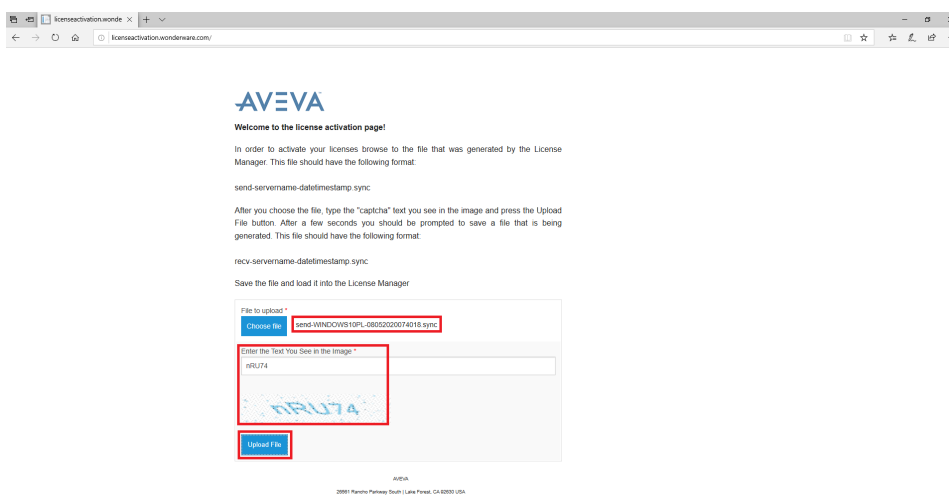 licenseactivation.wonde
licenseactivation.wonderware.com/
AVEVA
Welcome to the license activation page!
In order to activate your licenses browse to the file that was generated by the License
Manager. This file should have the following format:
send-servername-datetimestamp.sync
After you choose the file, type the "captcha" text you see in the image and press the Upload
File button. After a few seconds you should be prompted to save a file that is being
generated. This file should have the following format:
recv-servername-datetimestamp.sync
Save the file and load it into the License Manager
File to upload *
Choose file send-WINDOWS10PL-08052020074018.sync
Enter the Text You See in the Image *
nRU74
nRU74
Upload File
AVEVA
26561 Rancho Parkway South | Lake Forest, CA 92630 USA